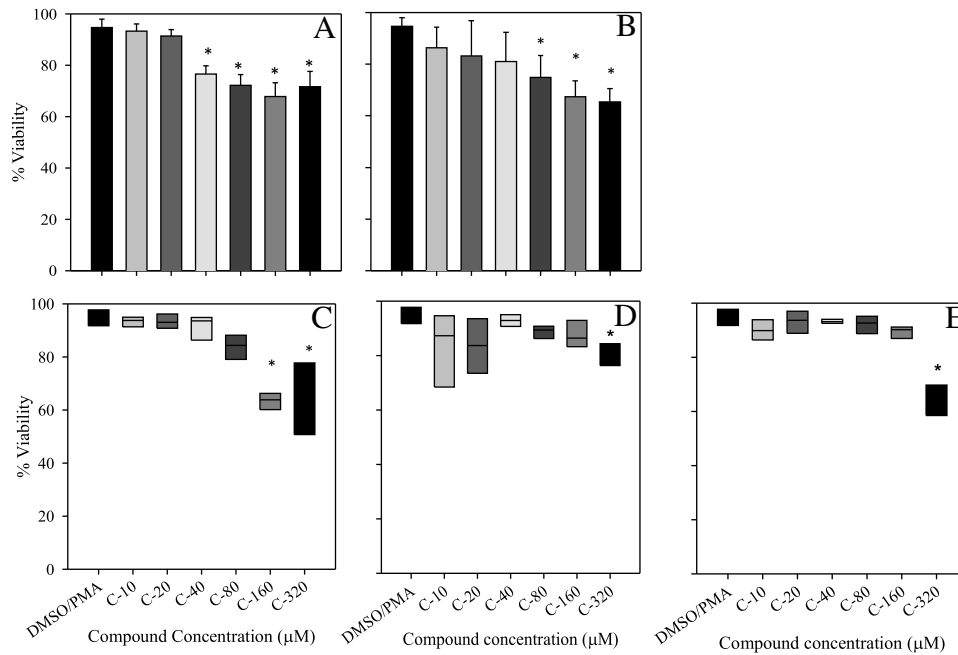 100
80
60
40
20
0
% Viability
A
*
*
*
*
B
*
*
*
100
80
60
40
20
0
% Viability
C
*
*
D
*
E
*
DMSO/PMA
C-10
C-20
C-40
C-80
C-160
C-320
Compound Concentration (µM)
DMSO/PMA
C-10
C-20
C-40
C-80
C-160
C-320
Compound concentration (µM)
DMSO/PMA
C-10
C-20
C-40
C-80
C-160
C-320
Compound concentration (µM)